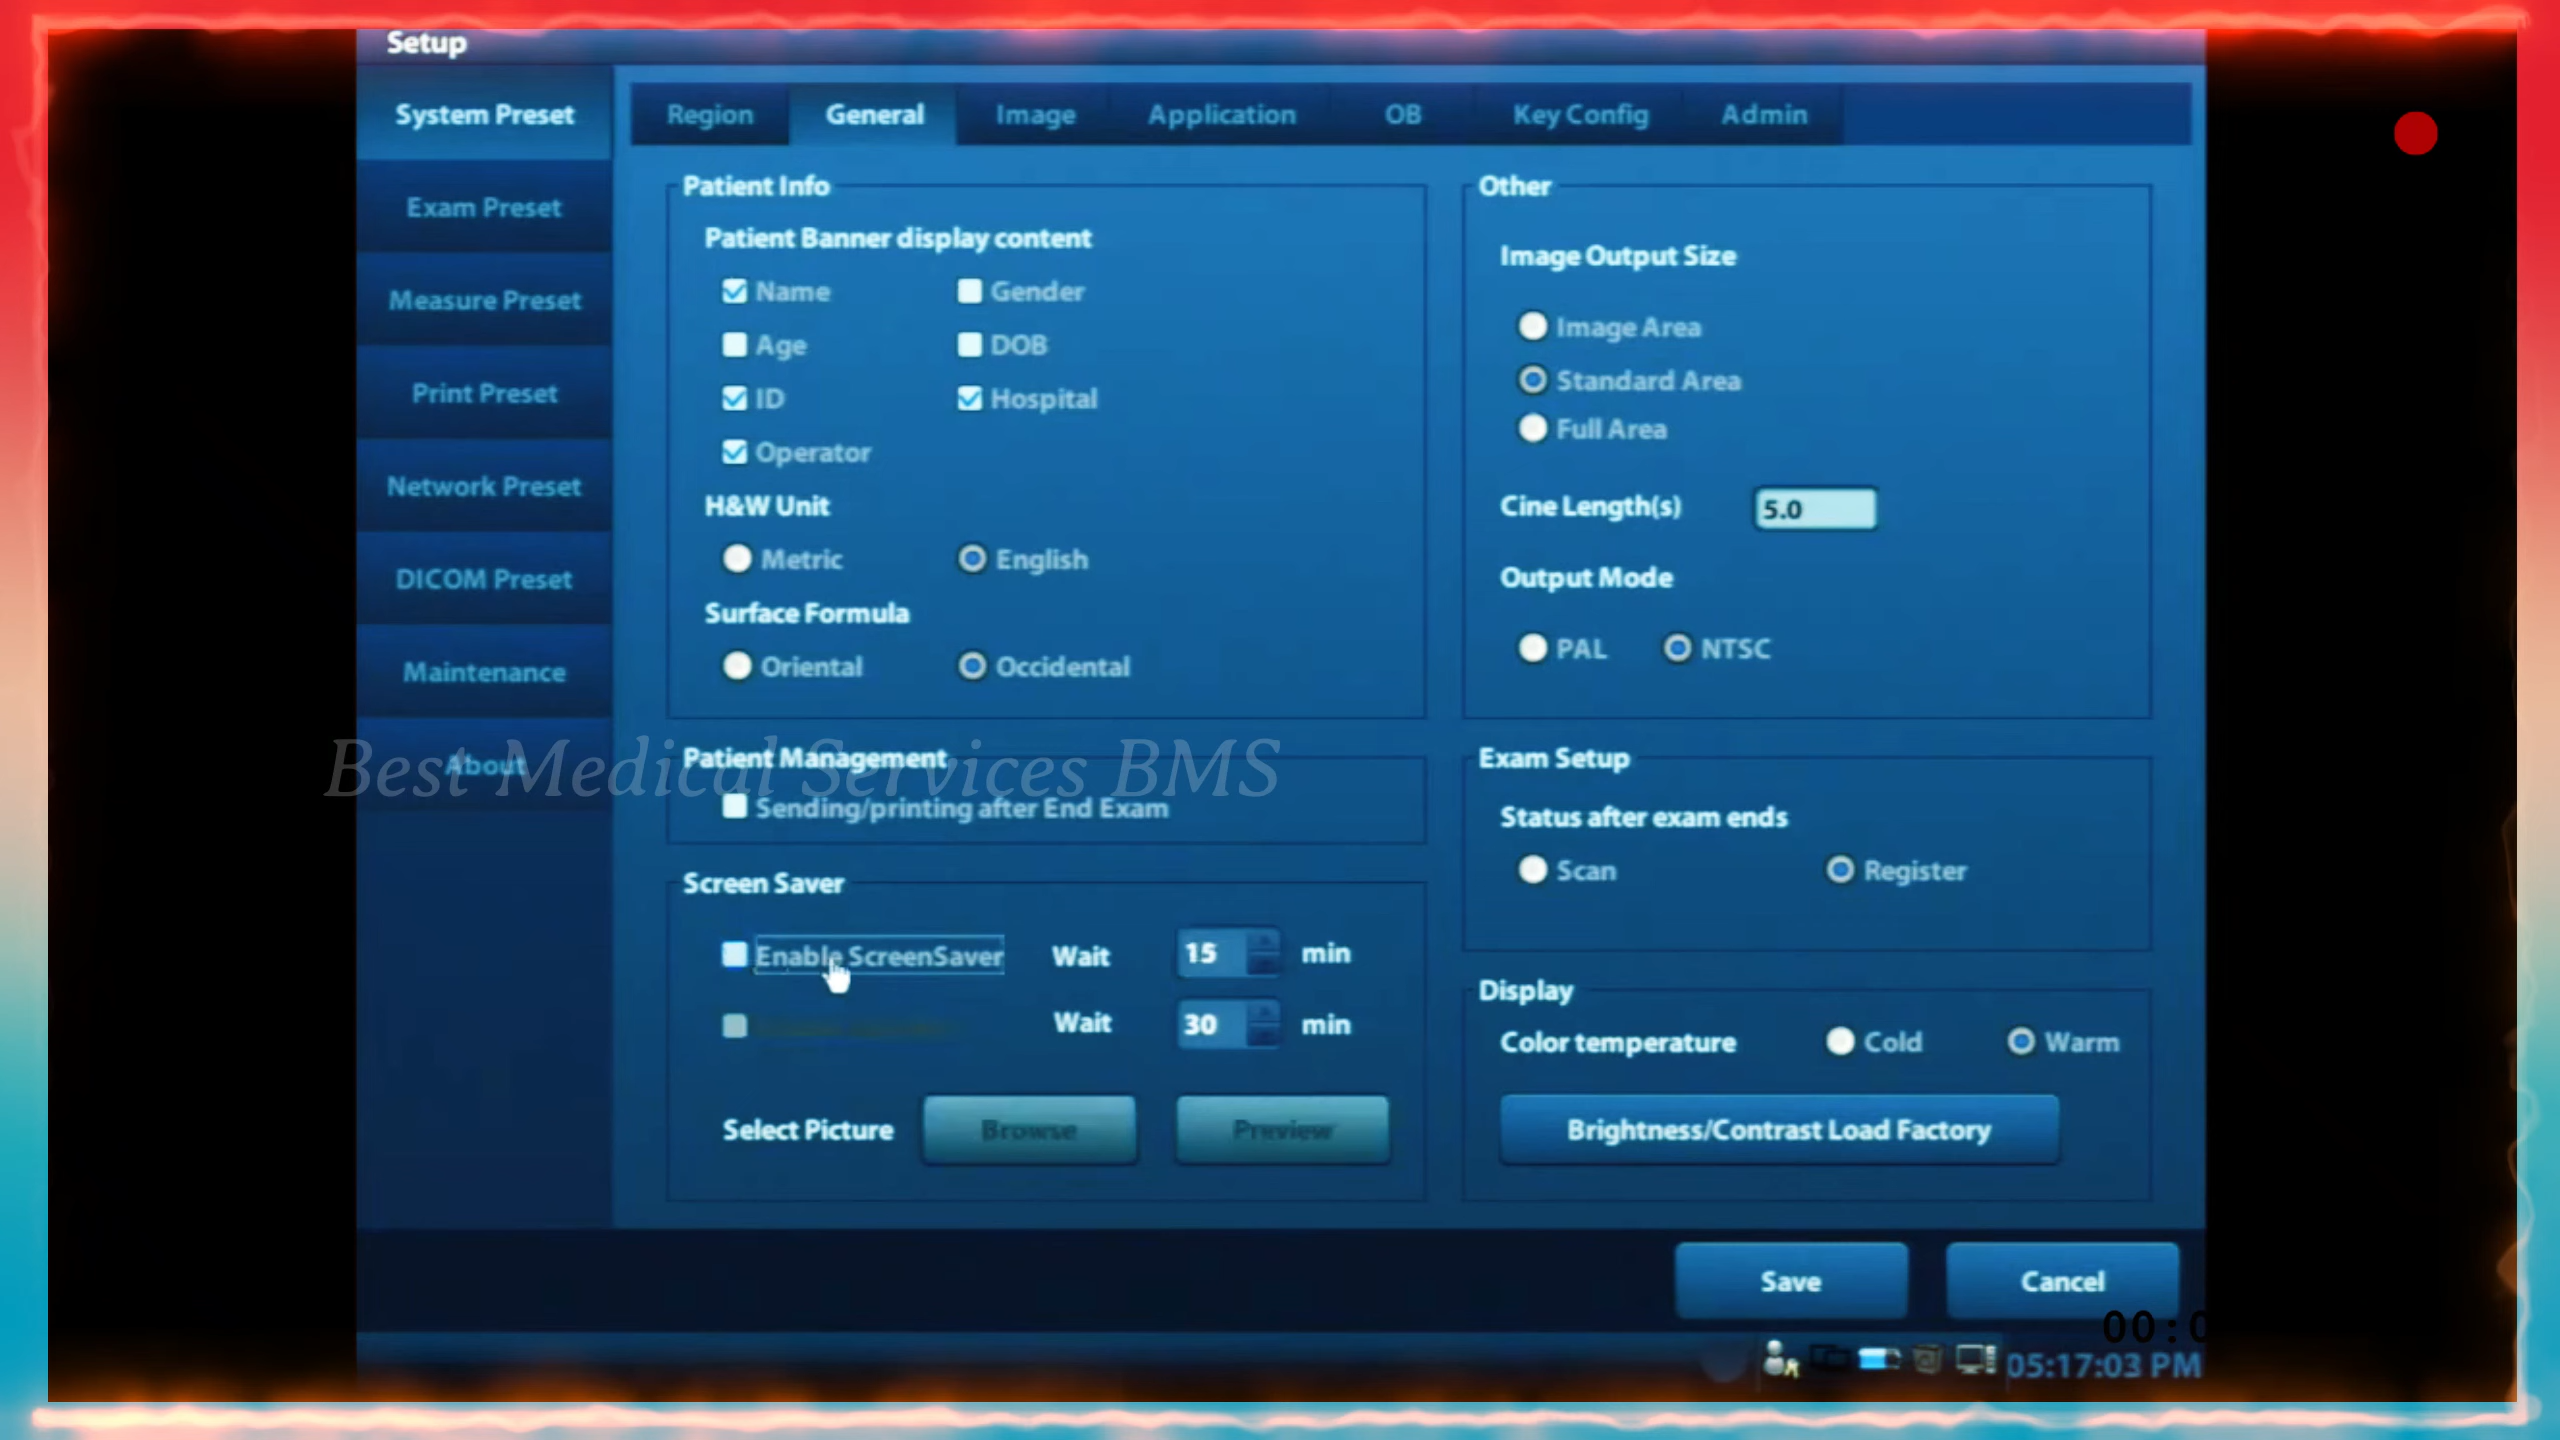 Setup
System Preset
Exam Preset
Measure Preset
Print Preset
Network Preset
DICOM Preset
Maintenance
About
Region General Image Application OB Key Config Admin
Patient Info
Patient Banner display content
Name Gender
Age DOB
ID Hospital
Operator
H&W Unit
Metric English
Surface Formula
Oriental Occidental
Patient Management
Sending/printing after End Exam
Screen Saver
Enable ScreenSaver Wait 15 min
Wait 30 min
Select Picture Browse Preview
Other
Image Output Size
Image Area
Standard Area
Full Area
Cine Length(s) 5.0
Output Mode
PAL NTSC
Exam Setup
Status after exam ends
Scan Register
Display
Color temperature Cold Warm
Brightness/Contrast Load Factory
Save Cancel
05:17:03 PM
Best Medical Services BMS